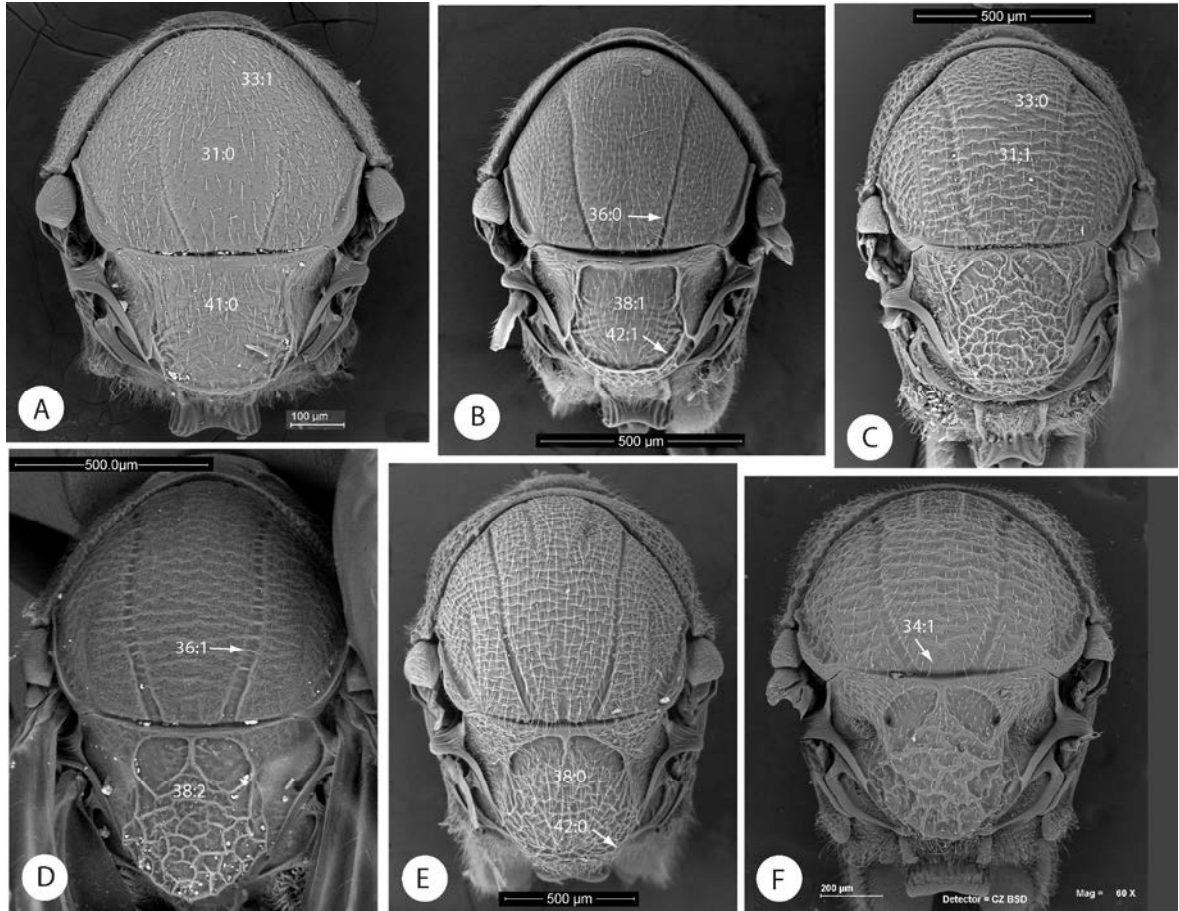 33:1
31:0
41:0
A
100 µm
36:0
38:1
42:1
B
500 µm
500 µm
33:0
31:1
C
500.0µm
36:1
38:2
D
38:0
42:0
E
500 µm
34:1
F
200 µm
Detector = CZ BSD
Mag = 60 X